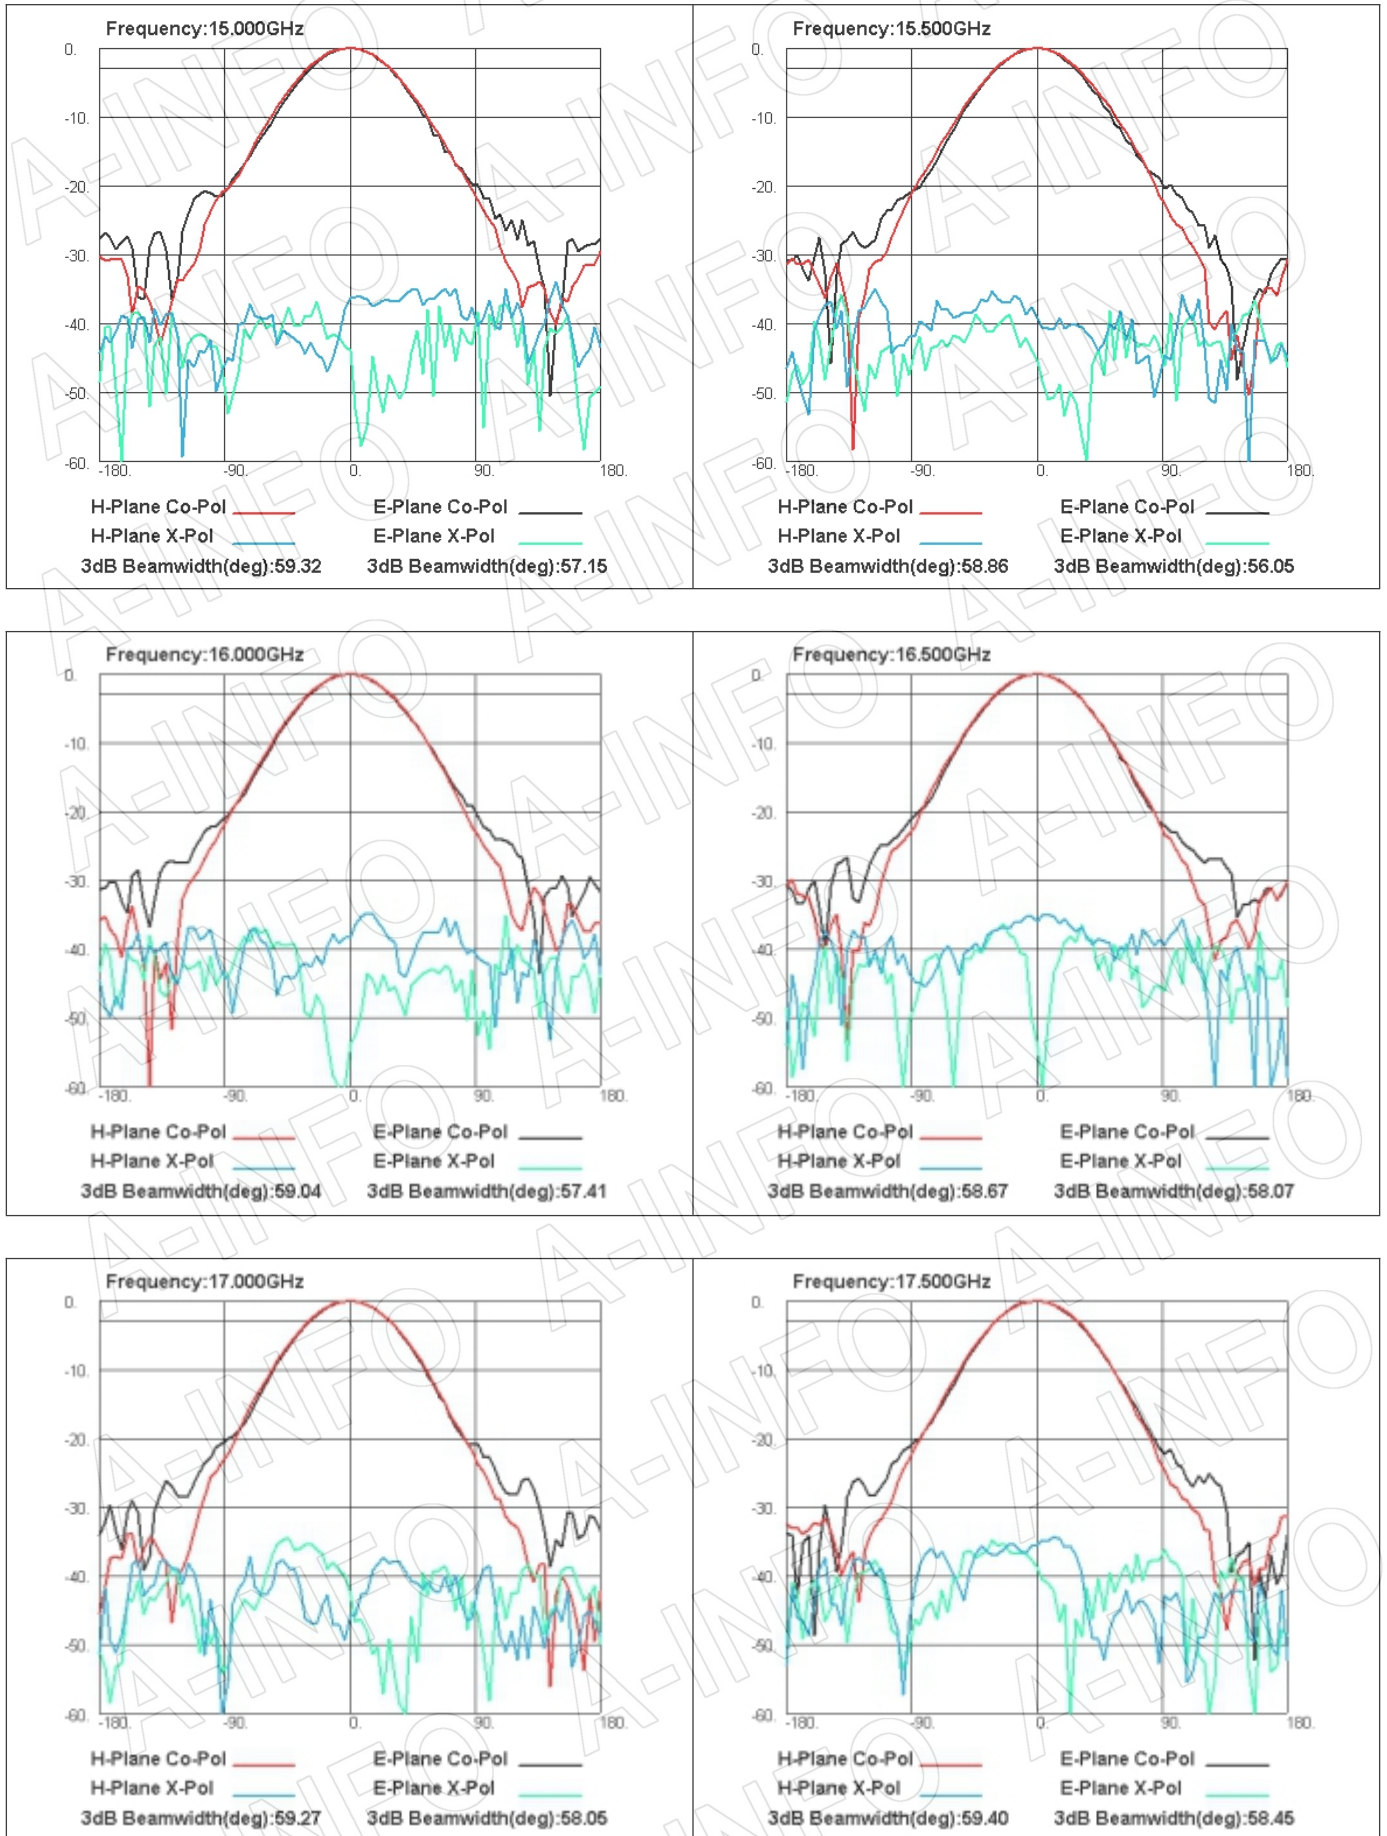 Frequency:15.000GHz
0.
-10.
-20.
-30.
-40.
-50.
-60.
-180.
-90.
0.
90.
180.
H-Plane Co-Pol
E-Plane Co-Pol
H-Plane X-Pol
E-Plane X-Pol
3dB Beamwidth(deg):59.32
3dB Beamwidth(deg):57.15
Frequency:15.500GHz
0.
-10.
-20.
-30.
-40.
-50.
-60.
-180.
-90.
0.
90.
180.
H-Plane Co-Pol
E-Plane Co-Pol
H-Plane X-Pol
E-Plane X-Pol
3dB Beamwidth(deg):58.86
3dB Beamwidth(deg):56.05
Frequency:16.000GHz
0.
-10.
-20.
-30.
-40.
-50.
-60.
-180.
-90.
0.
90.
180.
H-Plane Co-Pol
E-Plane Co-Pol
H-Plane X-Pol
E-Plane X-Pol
3dB Beamwidth(deg):59.04
3dB Beamwidth(deg):57.41
Frequency:16.500GHz
0.
-10.
-20.
-30.
-40.
-50.
-60.
-180.
-90.
0.
90.
180.
H-Plane Co-Pol
E-Plane Co-Pol
H-Plane X-Pol
E-Plane X-Pol
3dB Beamwidth(deg):58.67
3dB Beamwidth(deg):58.07
Frequency:17.000GHz
0.
-10.
-20.
-30.
-40.
-50.
-60.
-180.
-90.
0.
90.
180.
H-Plane Co-Pol
E-Plane Co-Pol
H-Plane X-Pol
E-Plane X-Pol
3dB Beamwidth(deg):59.27
3dB Beamwidth(deg):58.05
Frequency:17.500GHz
0.
-10.
-20.
-30.
-40.
-50.
-60.
-180.
-90.
0.
90.
180.
H-Plane Co-Pol
E-Plane Co-Pol
H-Plane X-Pol
E-Plane X-Pol
3dB Beamwidth(deg):59.40
3dB Beamwidth(deg):58.45
A-INFO